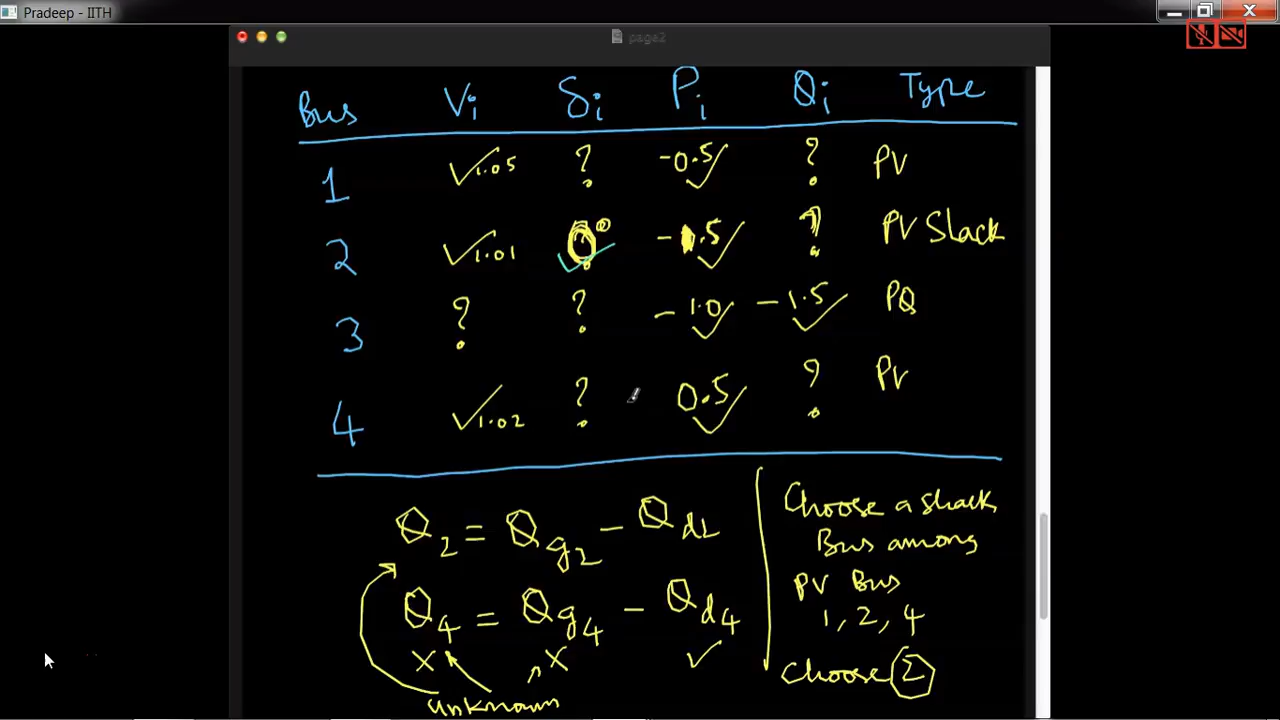 Pradeep - IITH
page2
Bus Vi δi Pi Qi Type
1 ✓1.05 ? -0.5✓ ? PV
2 ✓1.01 0° ✓ - .5✓ ? PV Slack
3 ? ? -1.0✓ -1.5✓ PQ
4 ✓1.02 ? 0.5✓ ? PV
Q2 = Qg2 - Qd2
Q4 = Qg4 - Qd4
X X ✓
unknown
Choose a slack
Bus among
PV Bus
1, 2, 4
Choose 2